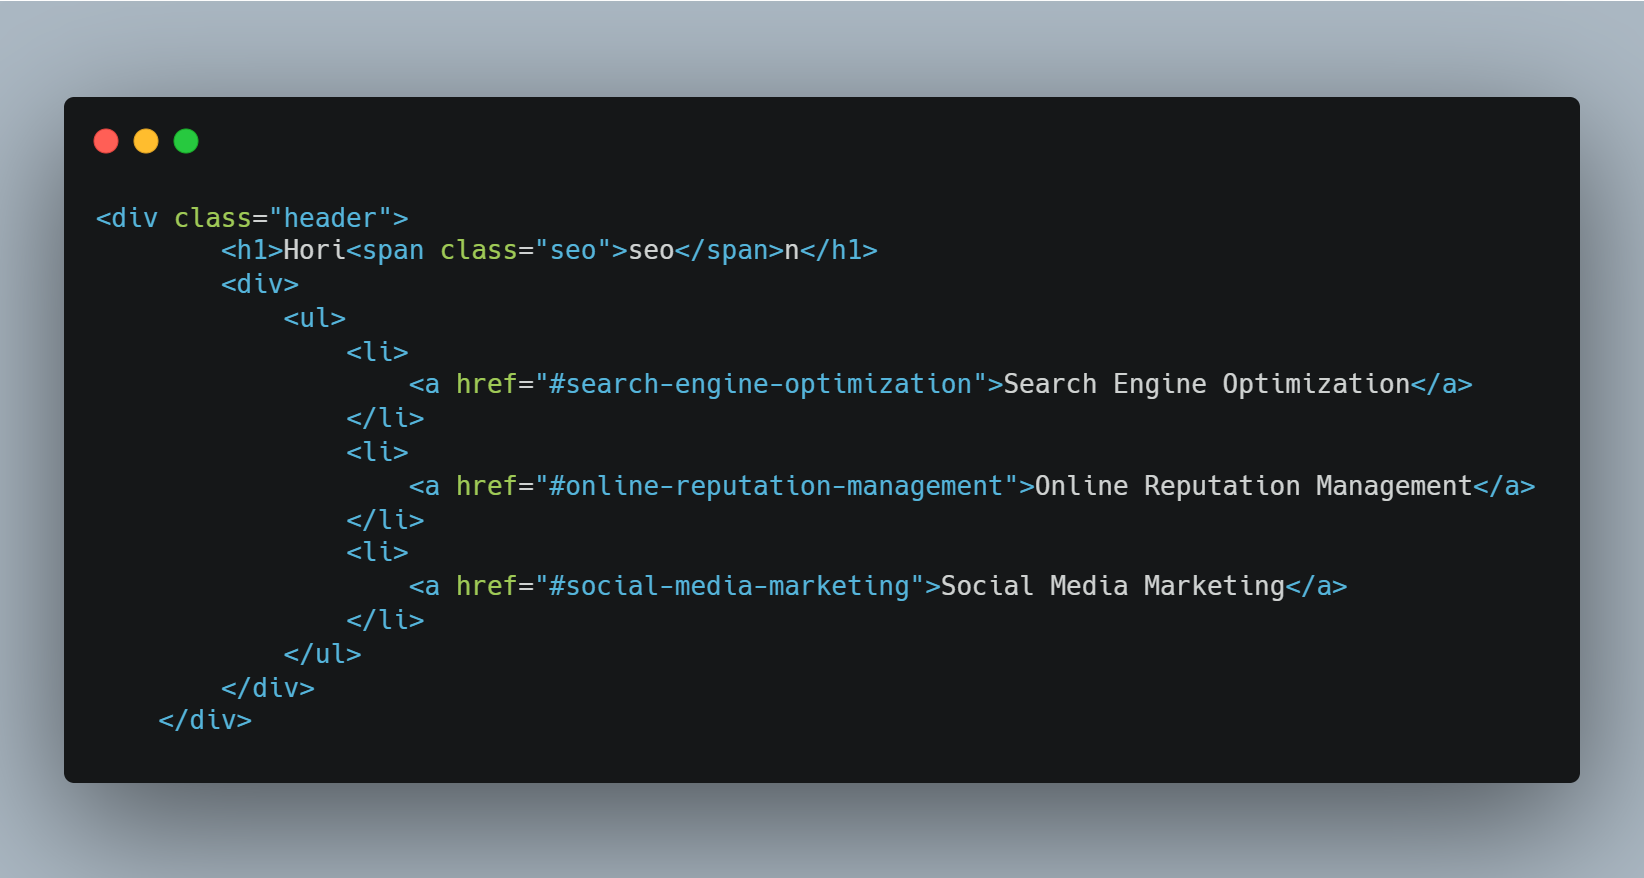 <div class="header">
        <h1>Hori<span class="seo">seo</span>n</h1>
        <div>
            <ul>
                <li>
                    <a href="#search-engine-optimization">Search Engine Optimization</a>
                </li>
                <li>
                    <a href="#online-reputation-management">Online Reputation Management</a>
                </li>
                <li>
                    <a href="#social-media-marketing">Social Media Marketing</a>
                </li>
            </ul>
        </div>
    </div>